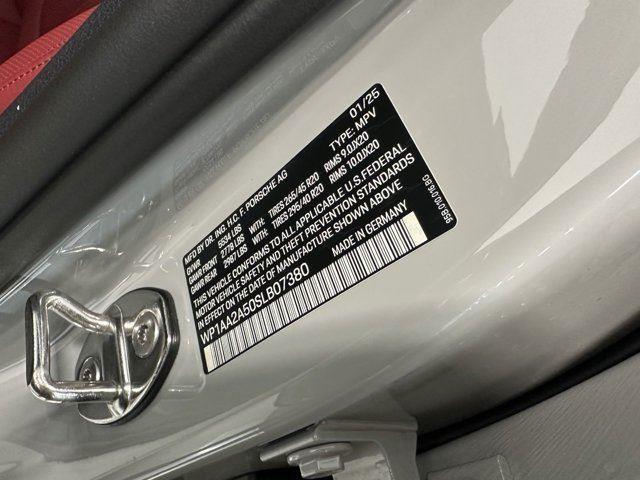 MFD BY DR. ING. H.C. F. PORSCHE AG 01/25
GVWR 5594 LBS TYPE: MPV
GAWR FRONT 2778 LBS WITH: TIRES 265/45 R20 RIMS 9.0JX20
GAWR REAR 2987 LBS WITH: TIRES 295/40 R20 RIMS 10.0JX20
THIS VEHICLE CONFORMS TO ALL APPLICABLE U.S. FEDERAL
MOTOR VEHICLE SAFETY AND THEFT PREVENTION STANDARDS
IN EFFECT ON THE DATE OF MANUFACTURE SHOWN ABOVE
WP1AA2A50SLB07380 MADE IN GERMANY